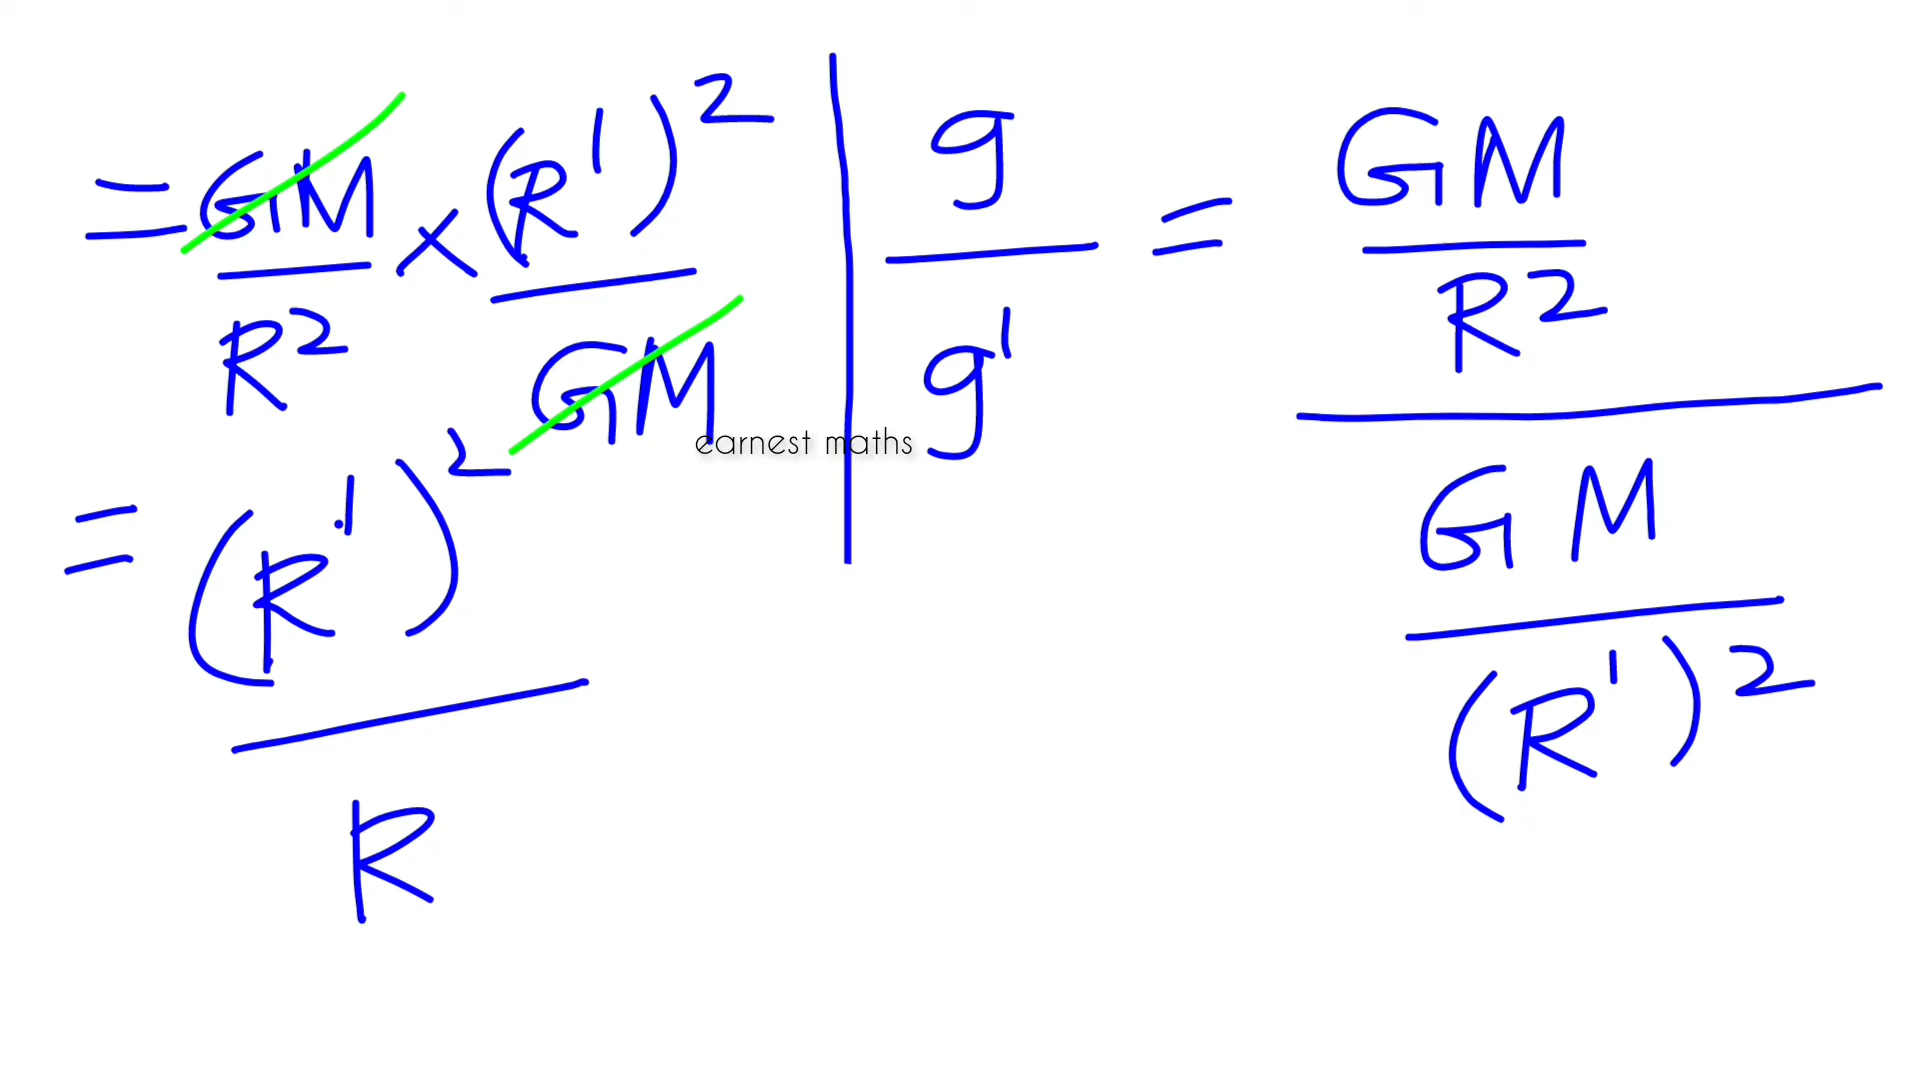 g/g' = (GM/R²)/(GM/(R')²)
= GM/R² × (R')²/GM
= (R')²/R
earnest maths